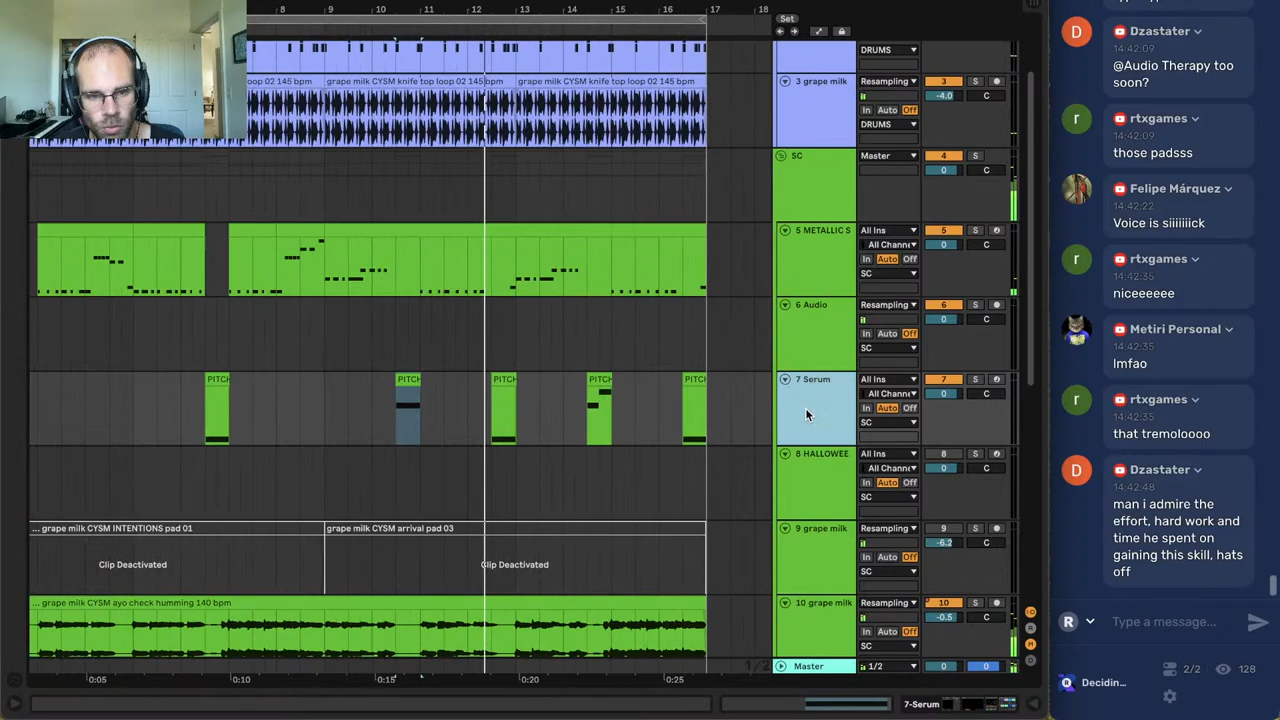 8 9 10 11 12 13 14 15 16 17 18
Set
DRUMS
oop 02 145 bpm
grape milk CYSM knife top loop 02 145 bpm
grape milk CYSM knife top loop 02 145 bpm
3 grape milk
Resampling
3
S
-4.0
C
In Auto Off
DRUMS
SC
Master
4
S
0
5 METALLIC S
All Ins
5
S
All Channe
0
C
In Auto Off
SC
6 Audio
Resampling
6
S
0
C
In Auto Off
SC
PITCH
PITCH
PITCH
PITCH
PITCH
7 Serum
All Ins
7
S
All Channe
0
C
In Auto Off
SC
8 HALLOWEE
All Ins
8
S
All Channe
0
C
In Auto Off
SC
... grape milk CYSM INTENTIONS pad 01
grape milk CYSM arrival pad 03
Clip Deactivated
Clip Deactivated
9 grape milk
Resampling
9
S
-6.2
C
In Auto Off
SC
... grape milk CYSM ayo check humming 140 bpm
10 grape milk
Resampling
10
S
-0.5
C
In Auto Off
SC
1/2
Master
1/2
0
0
0:05 0:10 0:15 0:20 0:25
7-Serum
Dzastater
14:42:09
@Audio Therapy too
soon?
r
rtxgames
14:42:09
those padsss
Felipe Márquez
14:42:22
Voice is siiiiiiick
r
rtxgames
14:42:35
niceeeeee
Metiri Personal
14:42:35
lmfao
r
rtxgames
14:42:35
that tremoloooo
D
Dzastater
14:42:48
man i admire the
effort, hard work and
time he spent on
gaining this skill, hats
off
R
Type a message...
2/2
128
Decidin...